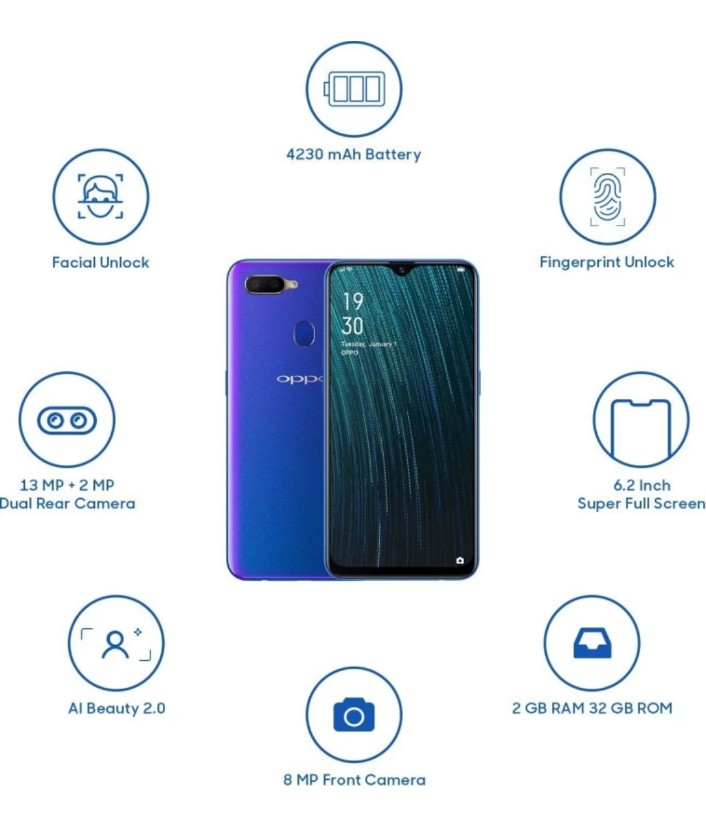 4230 mAh Battery
Facial Unlock
Fingerprint Unlock
19
30
Tuesday, January 1
OPPO
oppo
13 MP + 2 MP
Dual Rear Camera
6.2 Inch
Super Full Screen
AI Beauty 2.0
2 GB RAM 32 GB ROM
8 MP Front Camera